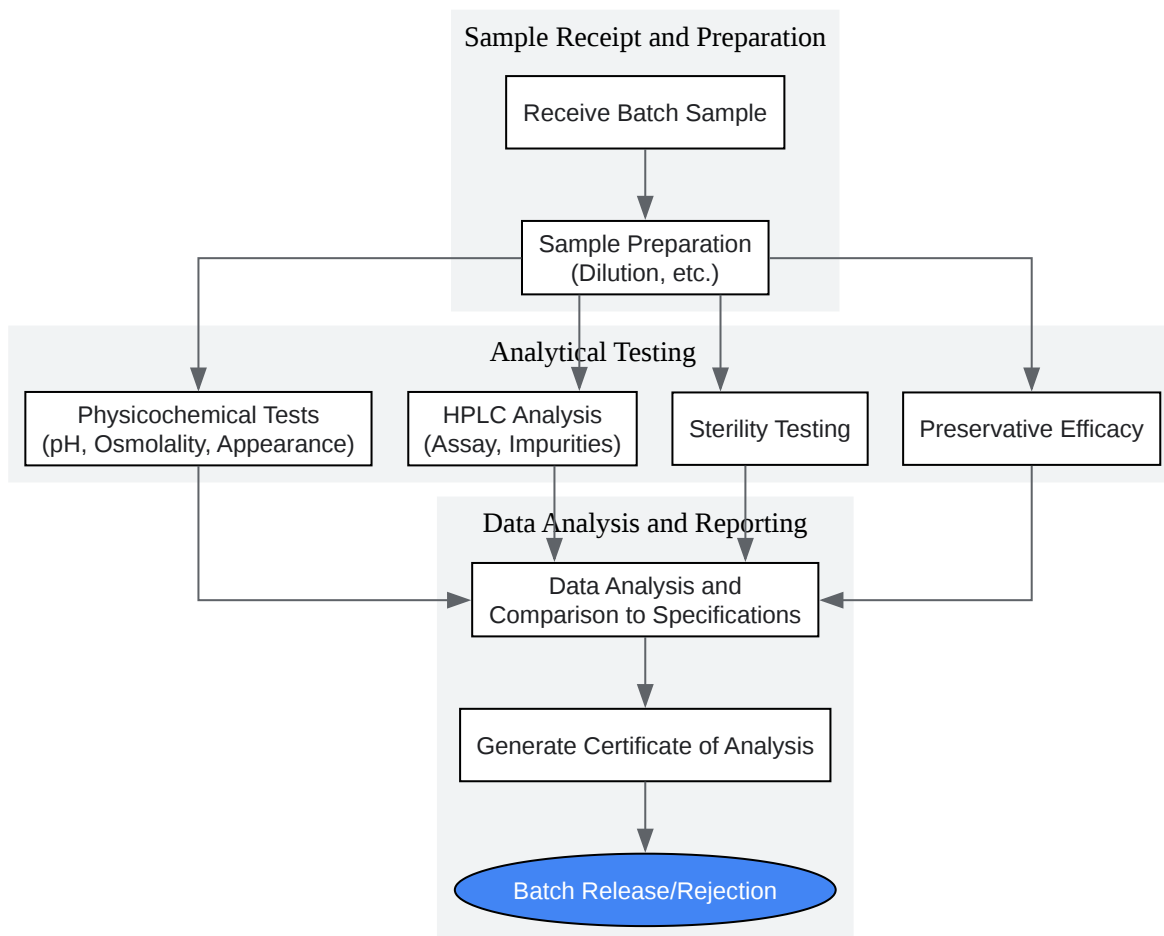 Sample Receipt and Preparation
Receive Batch Sample
Sample Preparation
(Dilution, etc.)
Analytical Testing
Physicochemical Tests
(pH, Osmolality, Appearance)
HPLC Analysis
(Assay, Impurities)
Sterility Testing
Preservative Efficacy
Data Analysis and Reporting
Data Analysis and
Comparison to Specifications
Generate Certificate of Analysis
Batch Release/Rejection